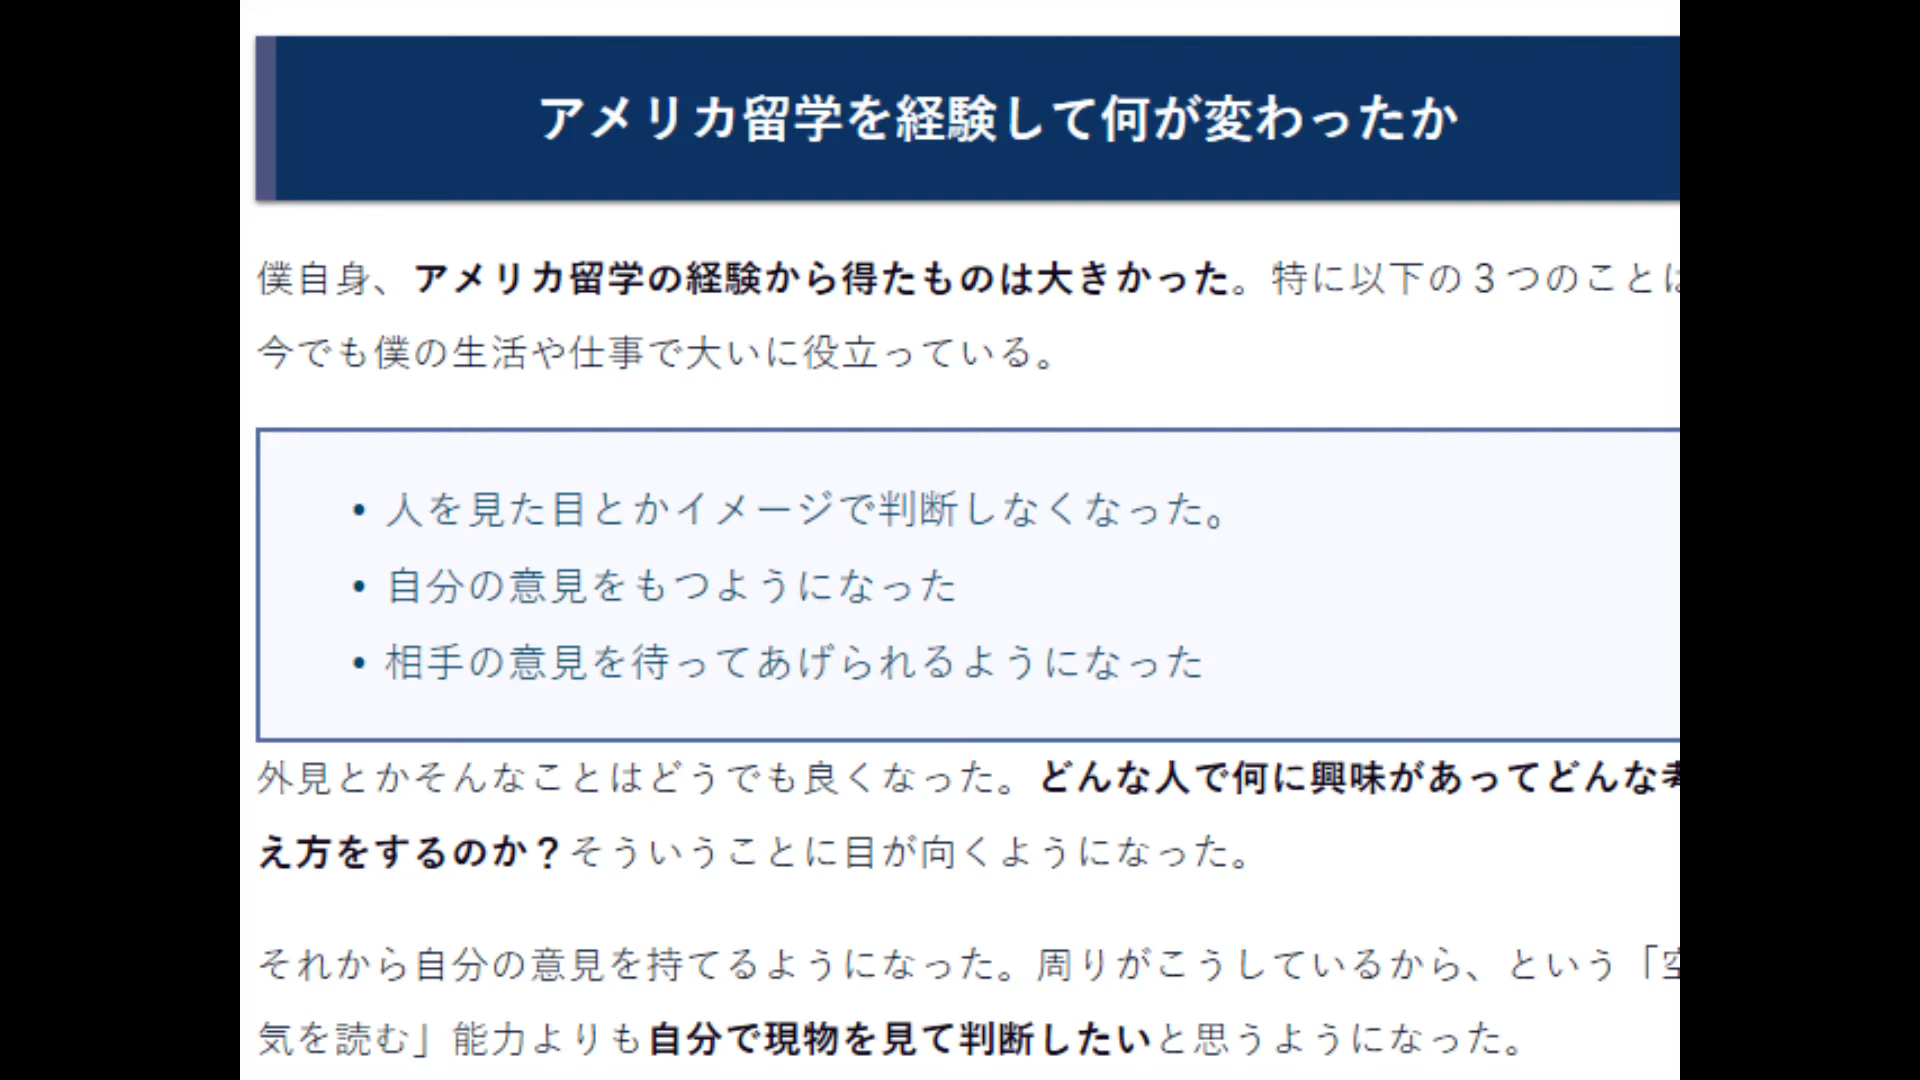 アメリカ留学を経験して何が変わったか
僕自身、アメリカ留学の経験から得たものは大きかった。特に以下の３つのことは
今でも僕の生活や仕事で大いに役立っている。
• 人を見た目とかイメージで判断しなくなった。
• 自分の意見をもつようになった
• 相手の意見を待ってあげられるようになった
外見とかそんなことはどうでも良くなった。どんな人で何に興味があってどんな考
え方をするのか？そういうことに目が向くようになった。
それから自分の意見を持てるようになった。周りがこうしているから、という「空
気を読む」能力よりも自分で現物を見て判断したいと思うようになった。